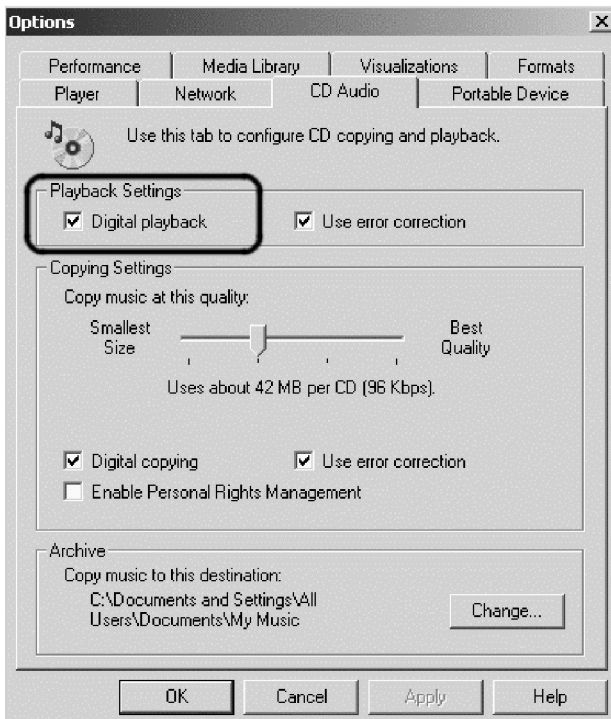 Options
Performance Media Library Visualizations Formats
Player Network CD Audio Portable Device
Use this tab to configure CD copying and playback.
Playback Settings
Digital playback Use error correction
Copying Settings
Copy music at this quality:
Smallest Size Best Quality
Uses about 42 MB per CD (96 Kbps).
Digital copying Use error correction
Enable Personal Rights Management
Archive
Copy music to this destination:
C:\Documents and Settings\All
Users\Documents\My Music
Change...
OK Cancel Apply Help